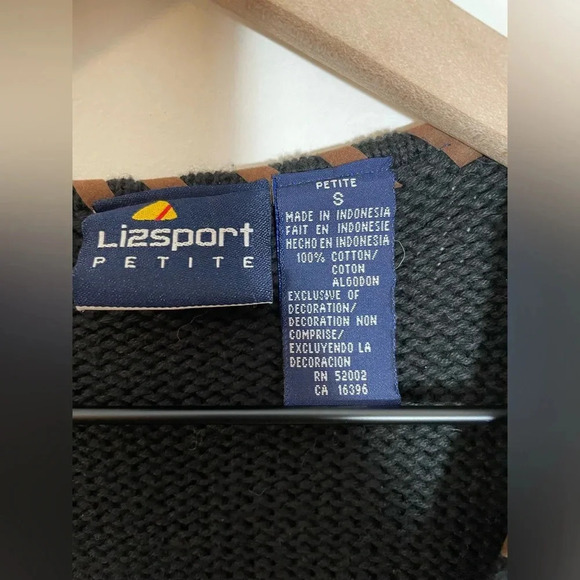 Lizsport
PETITE
PETITE
S
MADE IN INDONESIA
FAIT EN INDONESIE
HECHO EN INDONESIA
100% COTTON/
COTON
ALGODON
EXCLUSIVE OF
DECORATION/
DECORATION NON
COMPRISE/
EXCLUYENDO LA
DECORACION
RN 52002
CA 16396